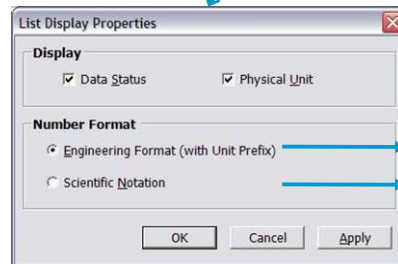 List Display Properties
Display
Data Status Physical Unit
Number Format
Engineering Format (with Unit Prefix)
Scientific Notation
OK Cancel Apply